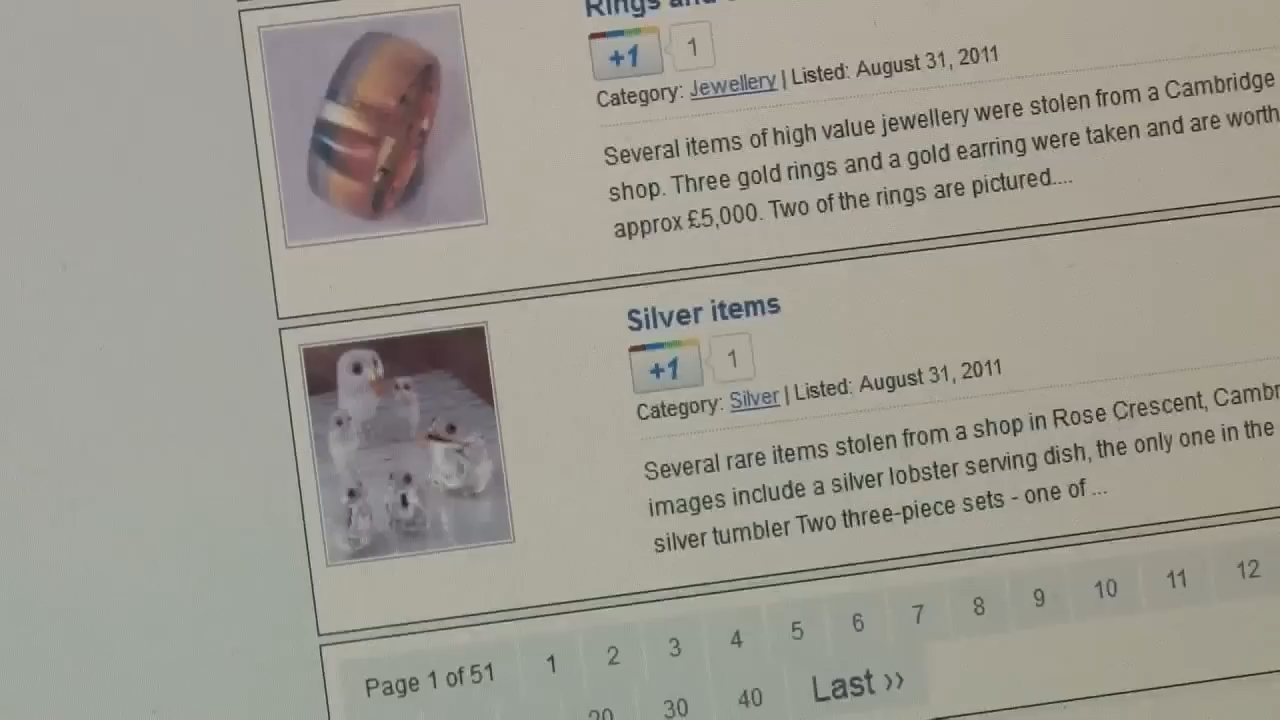 Rings and
+1 1
Category: Jewellery | Listed: August 31, 2011
Several items of high value jewellery were stolen from a Cambridge
shop. Three gold rings and a gold earring were taken and are worth
approx £5,000. Two of the rings are pictured....
Silver items
+1 1
Category: Silver | Listed: August 31, 2011
Several rare items stolen from a shop in Rose Crescent, Cambr
images include a silver lobster serving dish, the only one in the
silver tumbler Two three-piece sets - one of ...
Page 1 of 51 1 2 3 4 5 6 7 8 9 10 11 12
20 30 40 Last ››